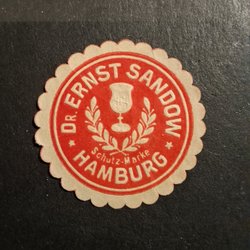 DR. ERNST SANDOW
Schutz-Marke
HAMBURG